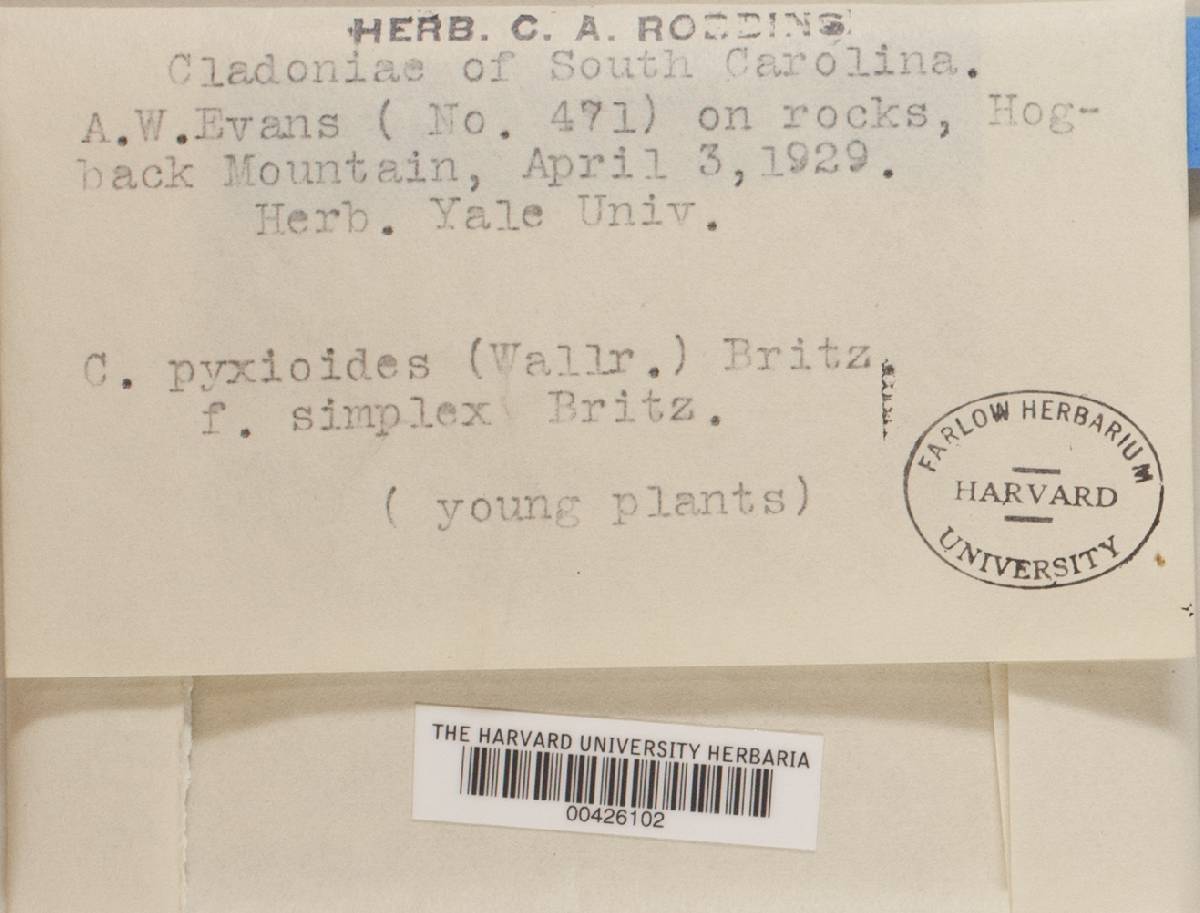 HERB. C. A. ROBBINS
Cladoniae of South Carolina.
A.W.Evans ( No. 471) on rocks, Hog-
back Mountain, April 3,1929.
Herb. Yale Univ.
C. pyxioides (Wallr.) Britz.
f. simplex Britz.
( young plants)
FARLOW HERBARIUM
HARVARD
UNIVERSITY
THE HARVARD UNIVERSITY HERBARIA
00426102